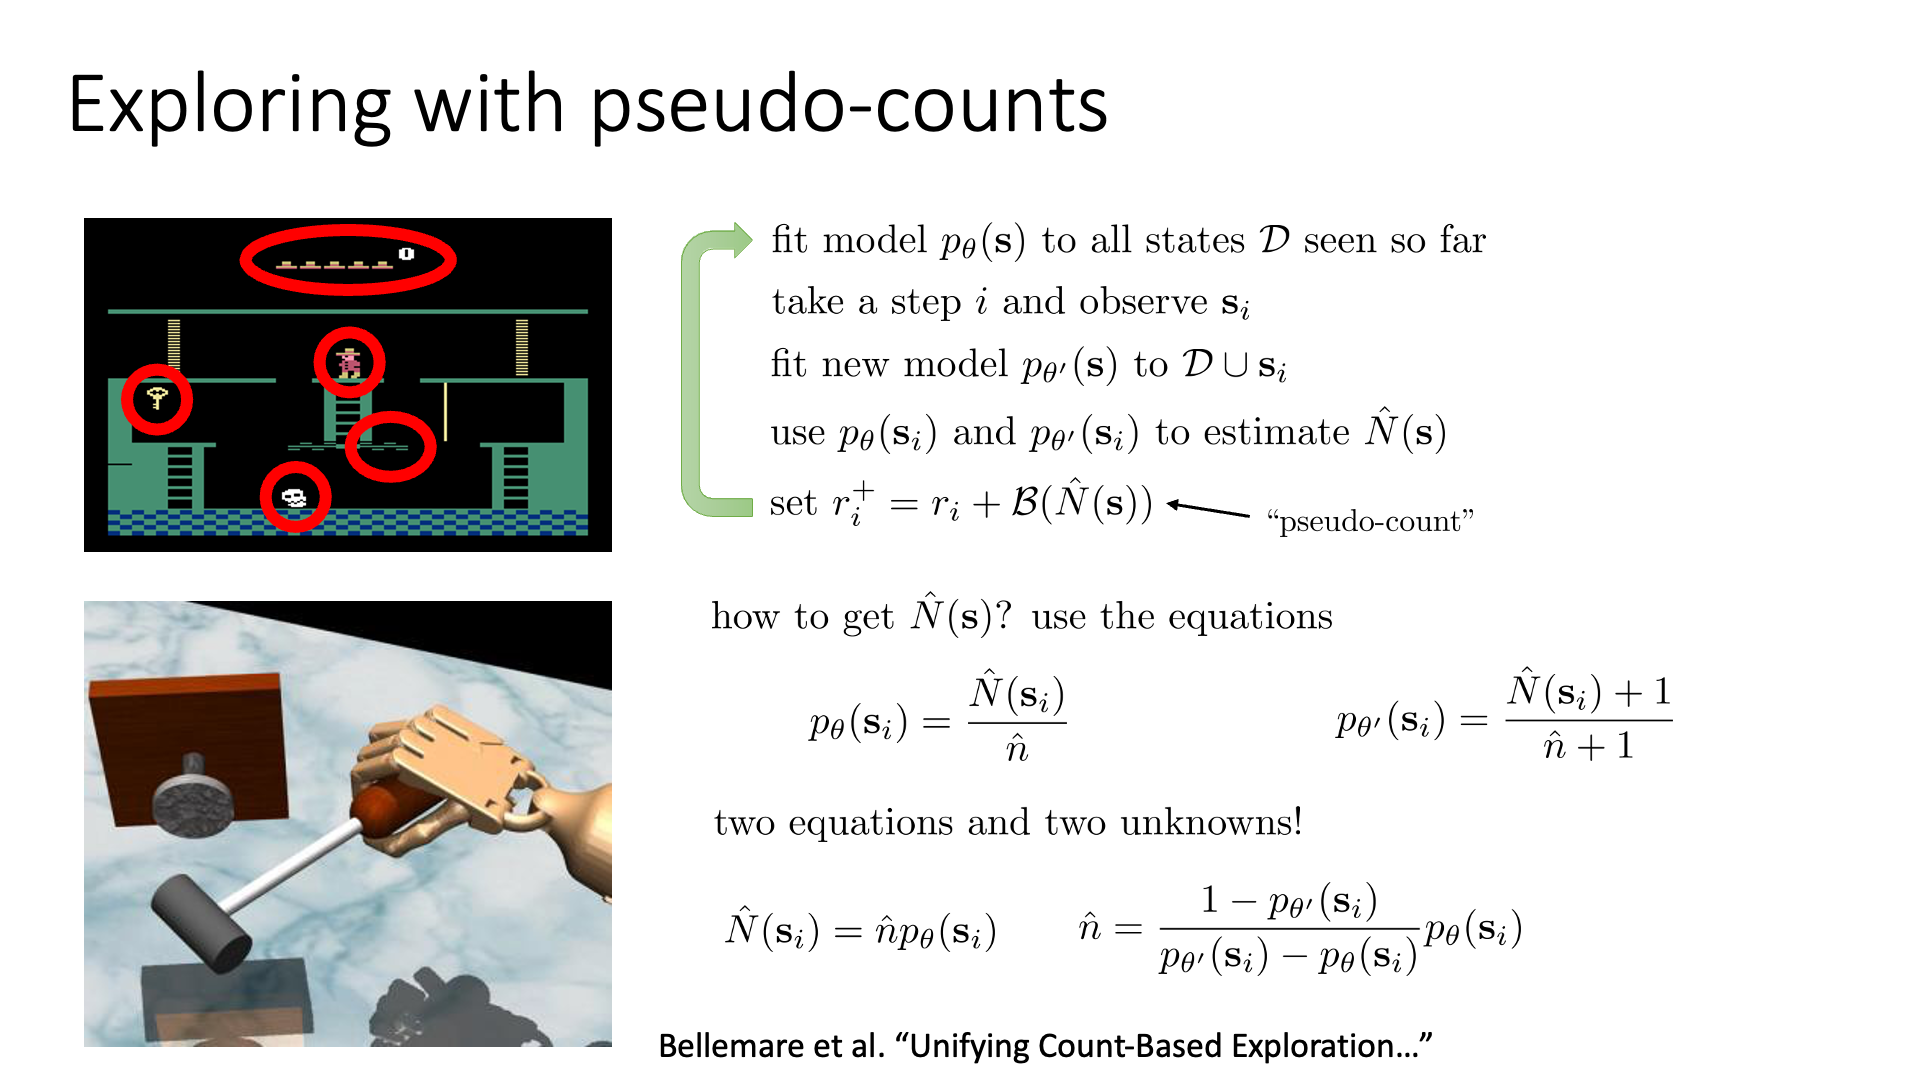 Exploring with pseudo-counts
0
fit model $p_\theta(\mathbf{s})$ to all states $\mathcal{D}$ seen so far
take a step $i$ and observe $\mathbf{s}_i$
fit new model $p_{\theta'}(\mathbf{s})$ to $\mathcal{D} \cup \mathbf{s}_i$
use $p_\theta(\mathbf{s}_i)$ and $p_{\theta'}(\mathbf{s}_i)$ to estimate $\hat{N}(\mathbf{s})$
set $r_i^+ = r_i + \mathcal{B}(\hat{N}(\mathbf{s}))$
“pseudo-count”
how to get $\hat{N}(\mathbf{s})$? use the equations
$p_\theta(\mathbf{s}_i) = \frac{\hat{N}(\mathbf{s}_i)}{\hat{n}}$
$p_{\theta'}(\mathbf{s}_i) = \frac{\hat{N}(\mathbf{s}_i) + 1}{\hat{n} + 1}$
two equations and two unknowns!
$\hat{N}(\mathbf{s}_i) = \hat{n} p_\theta(\mathbf{s}_i)$
$\hat{n} = \frac{1 - p_{\theta'}(\mathbf{s}_i)}{p_{\theta'}(\mathbf{s}_i) - p_\theta(\mathbf{s}_i)} p_\theta(\mathbf{s}_i)$
Bellemare et al. “Unifying Count-Based Exploration…”